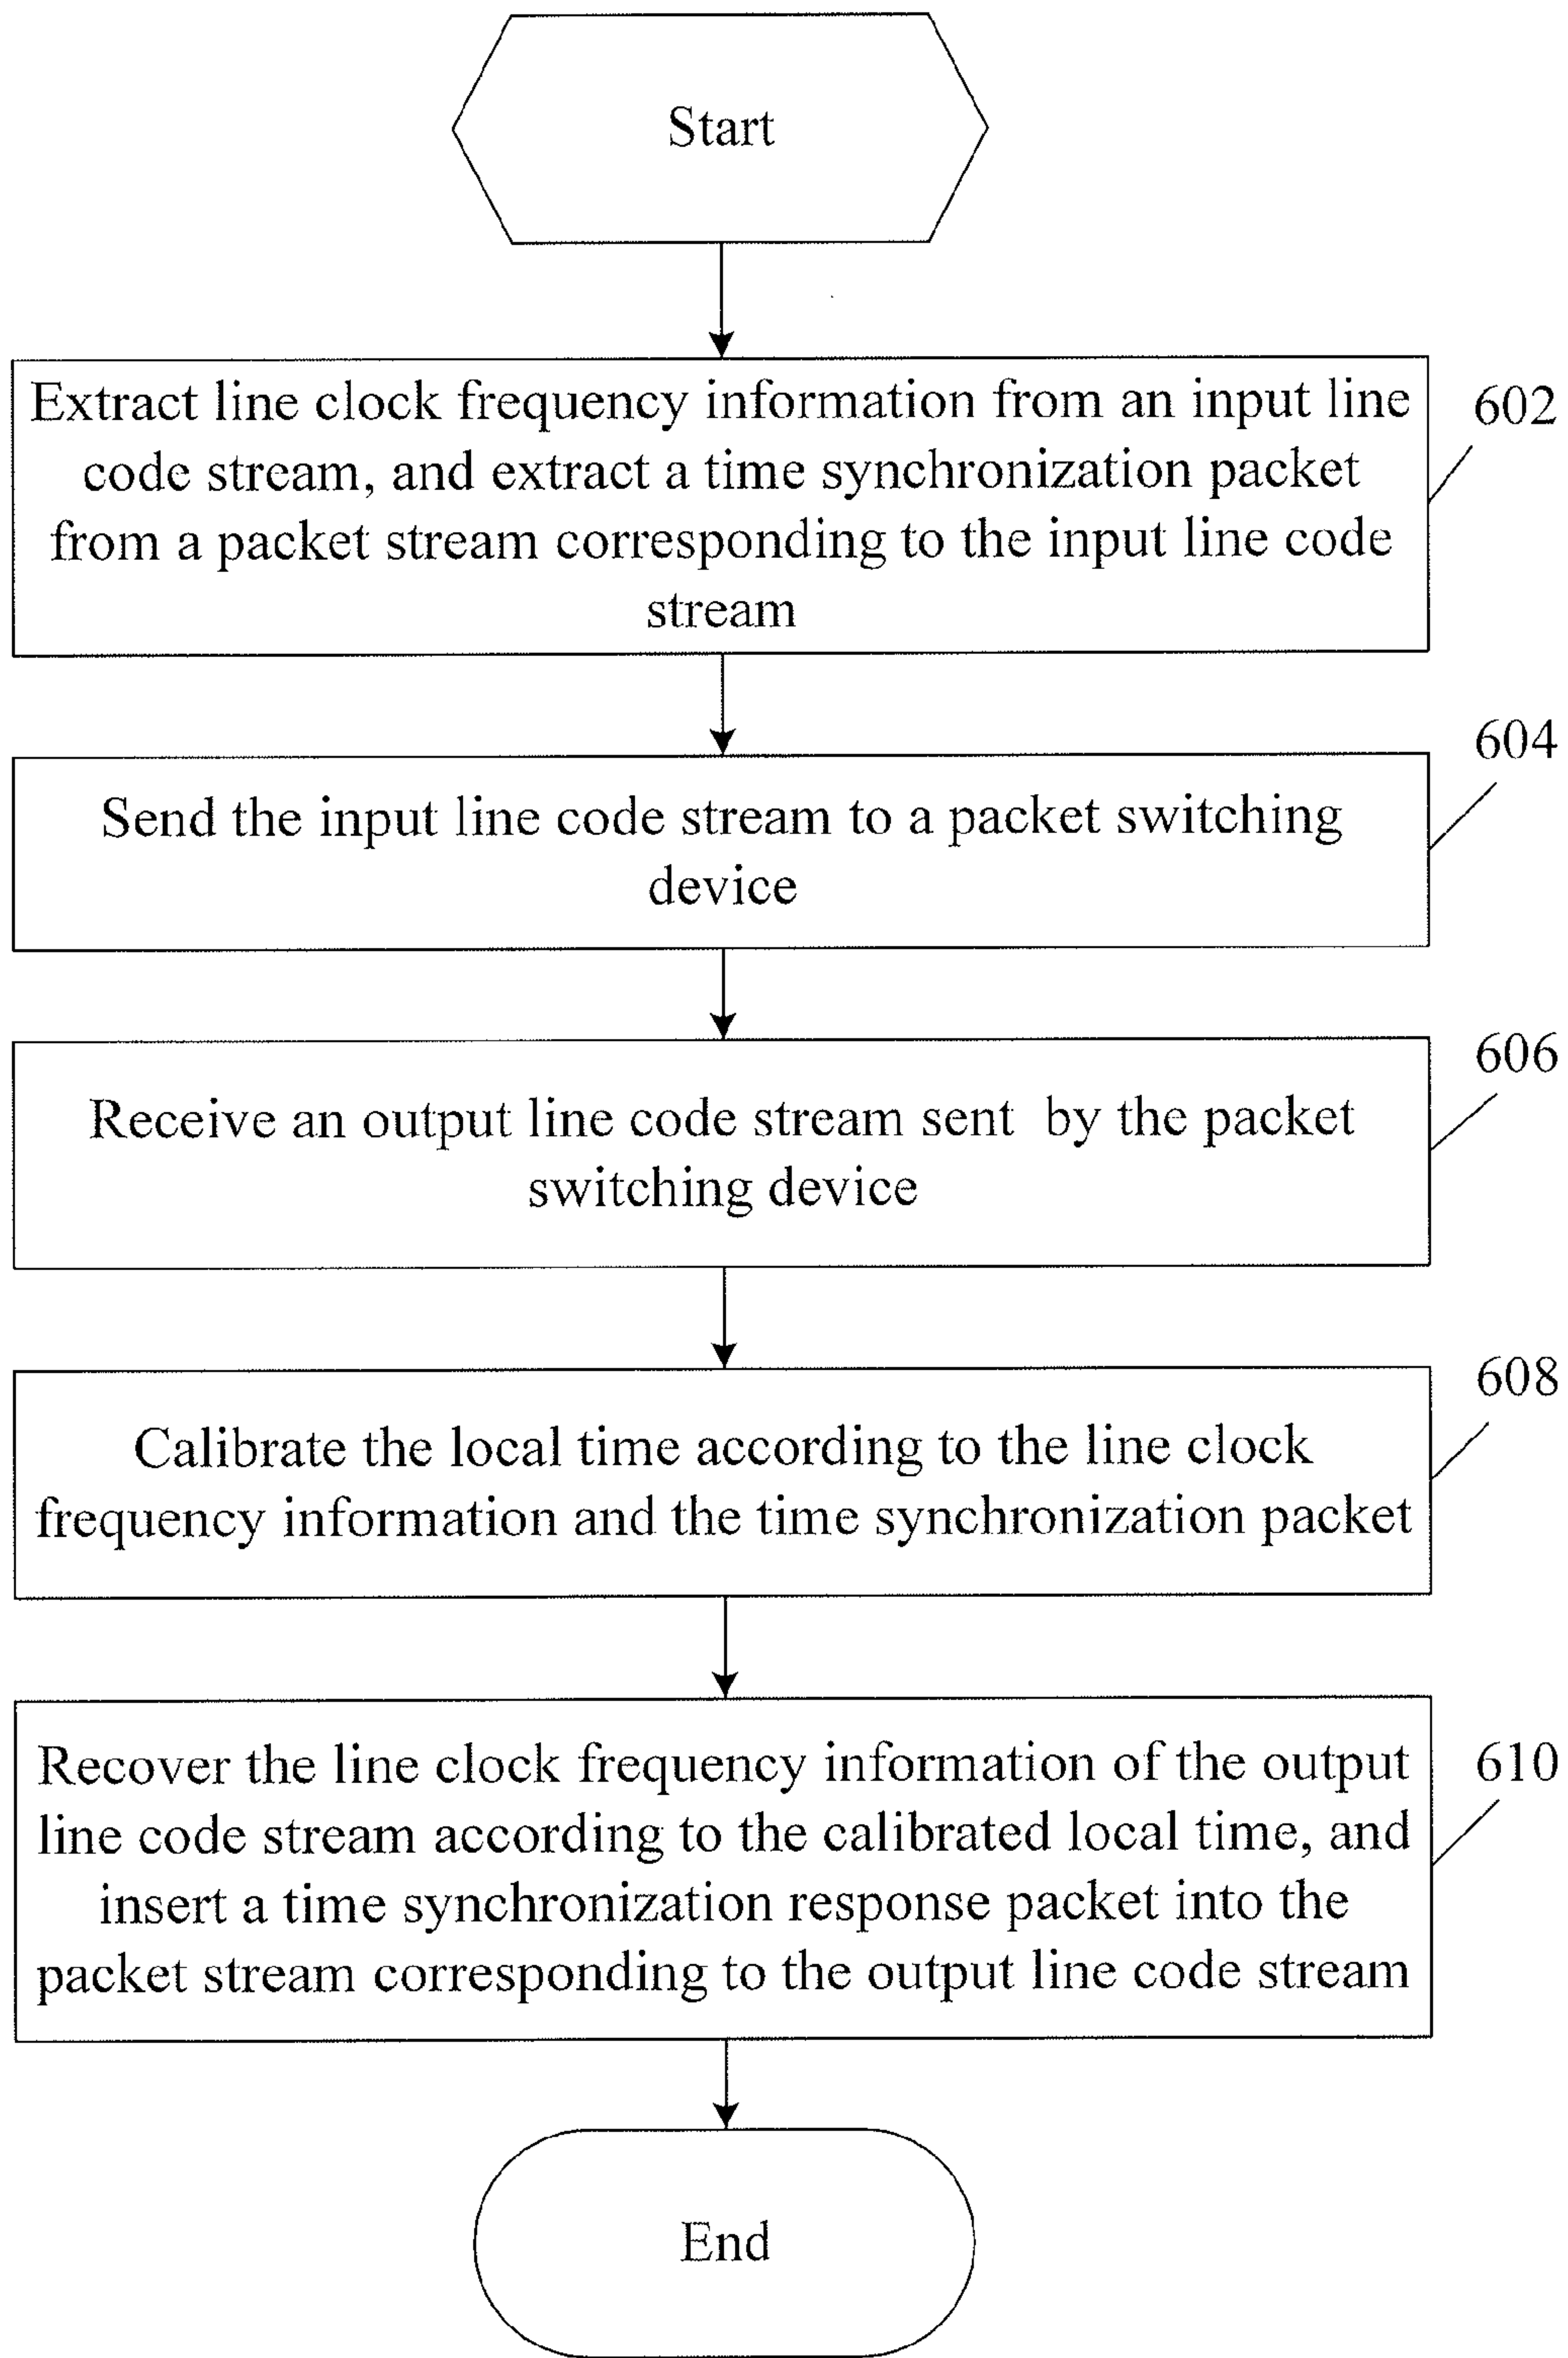 Start
Extract line clock frequency information from an input line
code stream, and extract a time synchronization packet
from a packet stream corresponding to the input line code
stream
602
Send the input line code stream to a packet switching
device
604
Receive an output line code stream sent by the packet
switching device
606
Calibrate the local time according to the line clock
frequency information and the time synchronization packet
608
Recover the line clock frequency information of the output
line code stream according to the calibrated local time, and
insert a time synchronization response packet into the
packet stream corresponding to the output line code stream
610
End